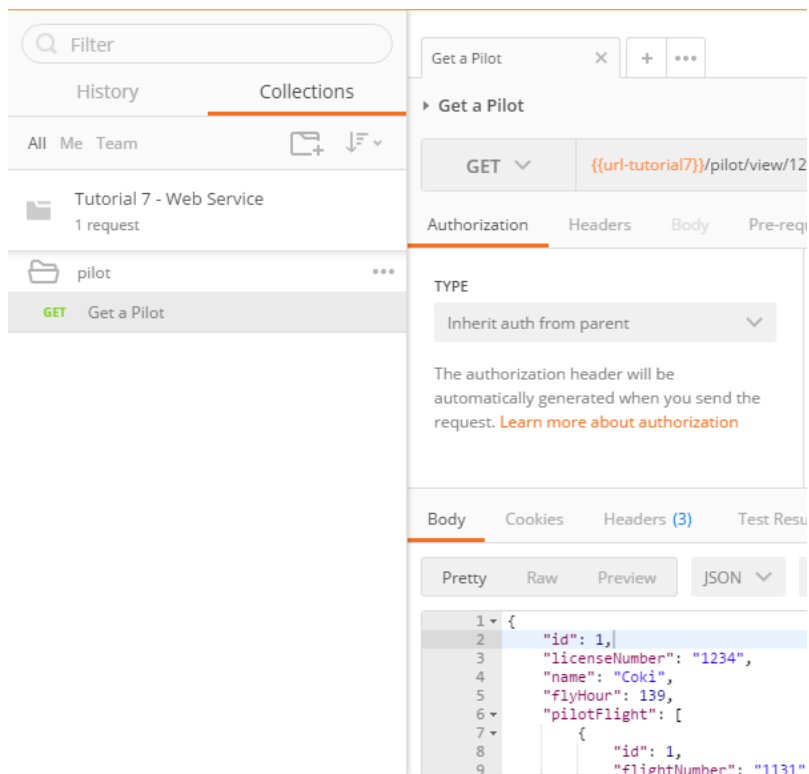 Filter
History Collections
All Me Team
Tutorial 7 - Web Service
1 request
pilot
GET Get a Pilot
Get a Pilot
Get a Pilot
GET {{url-tutorial7}}/pilot/view/12
Authorization Headers Body Pre-requ
TYPE
Inherit auth from parent
The authorization header will be
automatically generated when you send the
request. Learn more about authorization
Body Cookies Headers (3) Test Resu
Pretty Raw Preview JSON
1 {
2 "id": 1,
3 "licenseNumber": "1234",
4 "name": "Coki",
5 "flyHour": 139,
6 "pilotFlight": [
7 {
8 "id": 1,
9 "flightNumber": "1131"